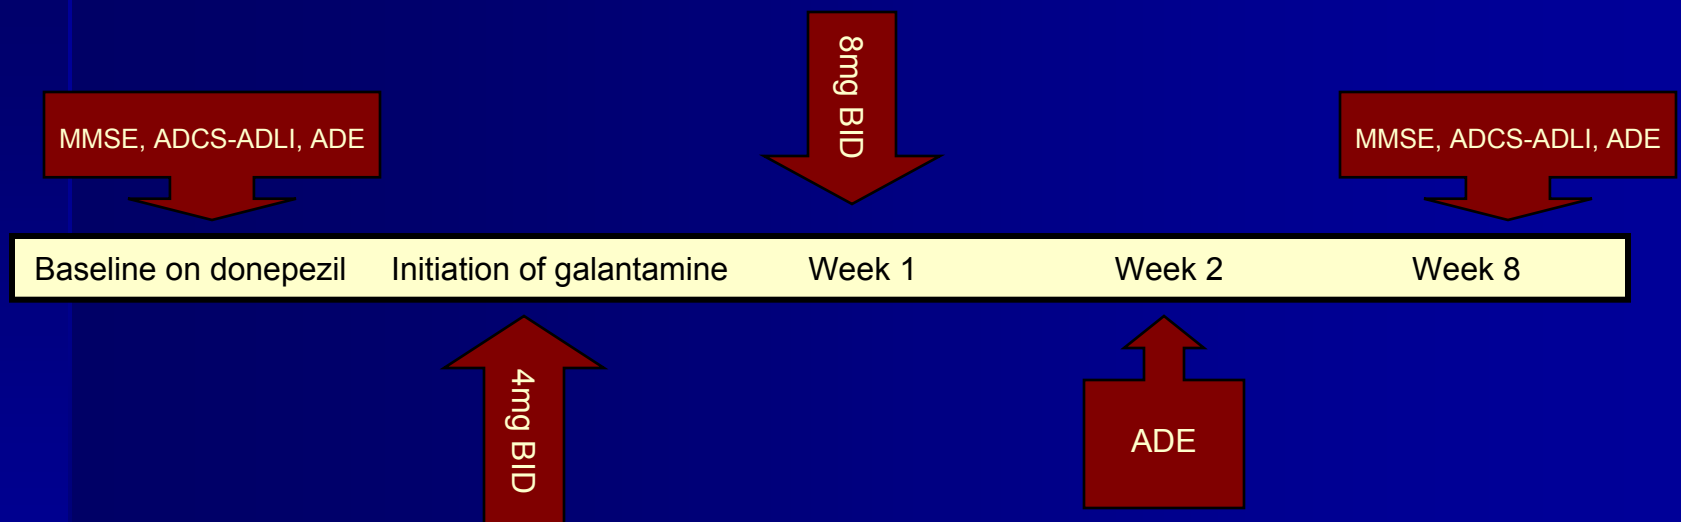 8mg BID
MMSE, ADCS-ADLI, ADE
MMSE, ADCS-ADLI, ADE
Baseline on donepezil Initiation of galantamine Week 1 Week 2 Week 8
4mg BID
ADE